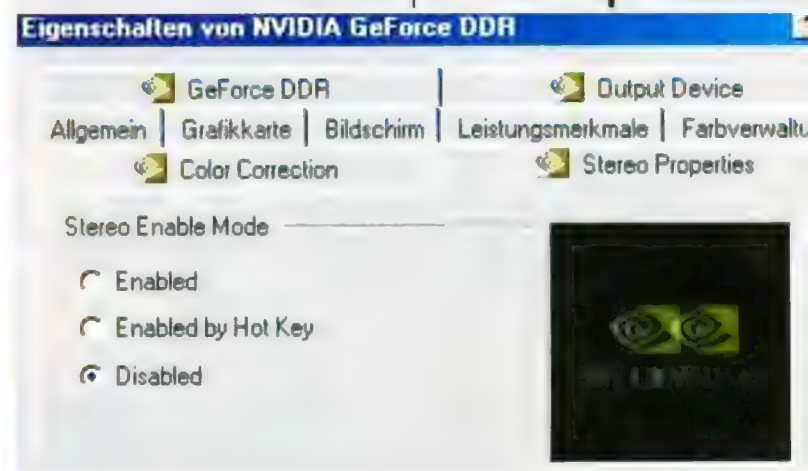 Eigenschaften von NVIDIA GeForce DDR
GeForce DDR Output Device
Allgemein Grafikkarte Bildschirm Leistungsmerkmale Farbverwaltu
Color Correction Stereo Properties
Stereo Enable Mode
Enabled
Enabled by Hot Key
Disabled